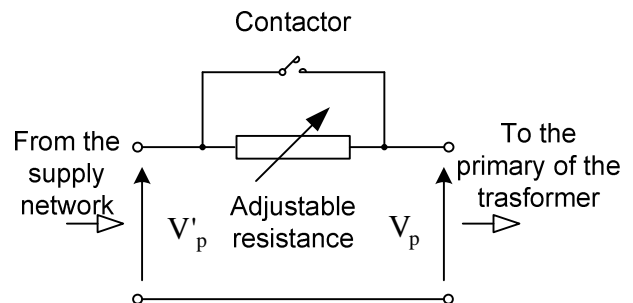 Contactor
From the
supply
network
Adjustable
resistance
To the
primary of the
trasformer
V'p
Vp